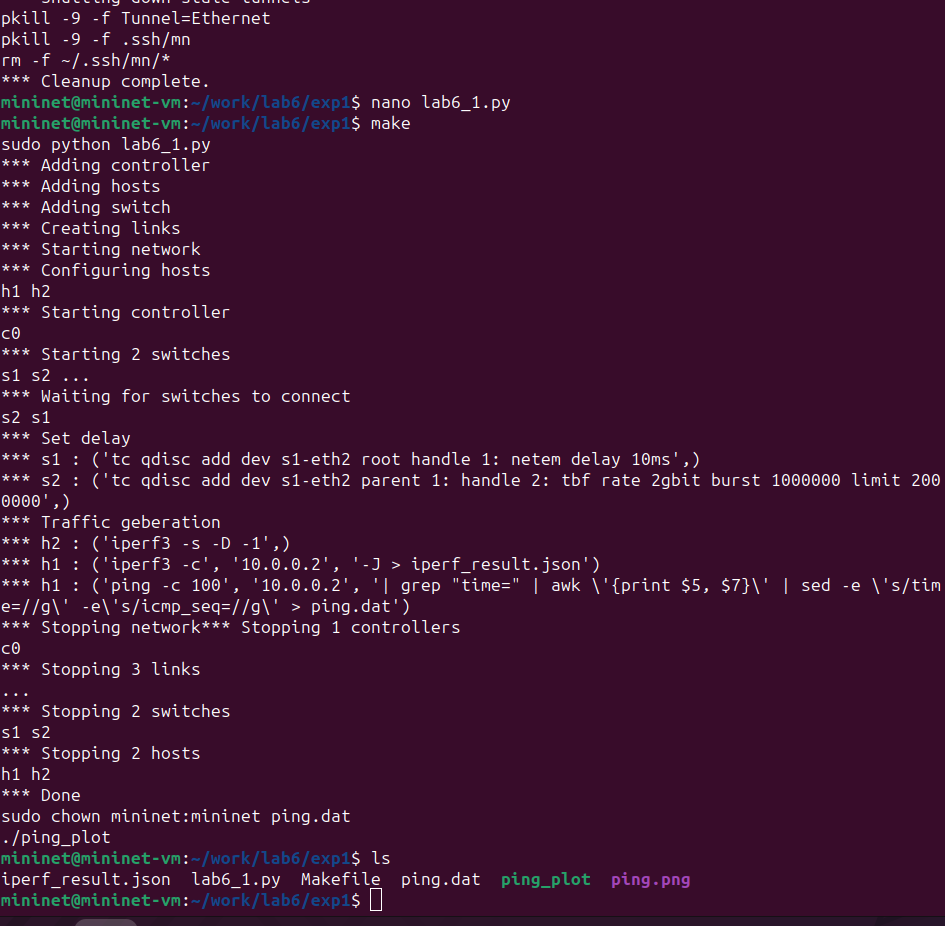 pkill -9 -f Tunnel=Ethernet
pkill -9 -f .ssh/mn
rm -f ~/.ssh/mn/*
*** Cleanup complete.
mininet@mininet-vm:~/work/lab6/exp1$ nano lab6_1.py
mininet@mininet-vm:~/work/lab6/exp1$ make
sudo python lab6_1.py
*** Adding controller
*** Adding hosts
*** Adding switch
*** Creating links
*** Starting network
*** Configuring hosts
h1 h2
*** Starting controller
c0
*** Starting 2 switches
s1 s2 ...
*** Waiting for switches to connect
s2 s1
*** Set delay
*** s1 : ('tc qdisc add dev s1-eth2 root handle 1: netem delay 10ms',)
*** s2 : ('tc qdisc add dev s1-eth2 parent 1: handle 2: tbf rate 2gbit burst 1000000 limit 200
0000',)
*** Traffic geberation
*** h2 : ('iperf3 -s -D -1',)
*** h1 : ('iperf3 -c', '10.0.0.2', '-J > iperf_result.json')
*** h1 : ('ping -c 100', '10.0.0.2', '| grep "time=" | awk \'{print $5, $7}\' | sed -e \'s/tim
e=//g\' -e\'s/icmp_seq=//g\' > ping.dat')
*** Stopping network*** Stopping 1 controllers
c0
*** Stopping 3 links
...
*** Stopping 2 switches
s1 s2
*** Stopping 2 hosts
h1 h2
*** Done
sudo chown mininet:mininet ping.dat
./ping_plot
mininet@mininet-vm:~/work/lab6/exp1$ ls
iperf_result.json  lab6_1.py  Makefile  ping.dat  ping_plot  ping.png
mininet@mininet-vm:~/work/lab6/exp1$